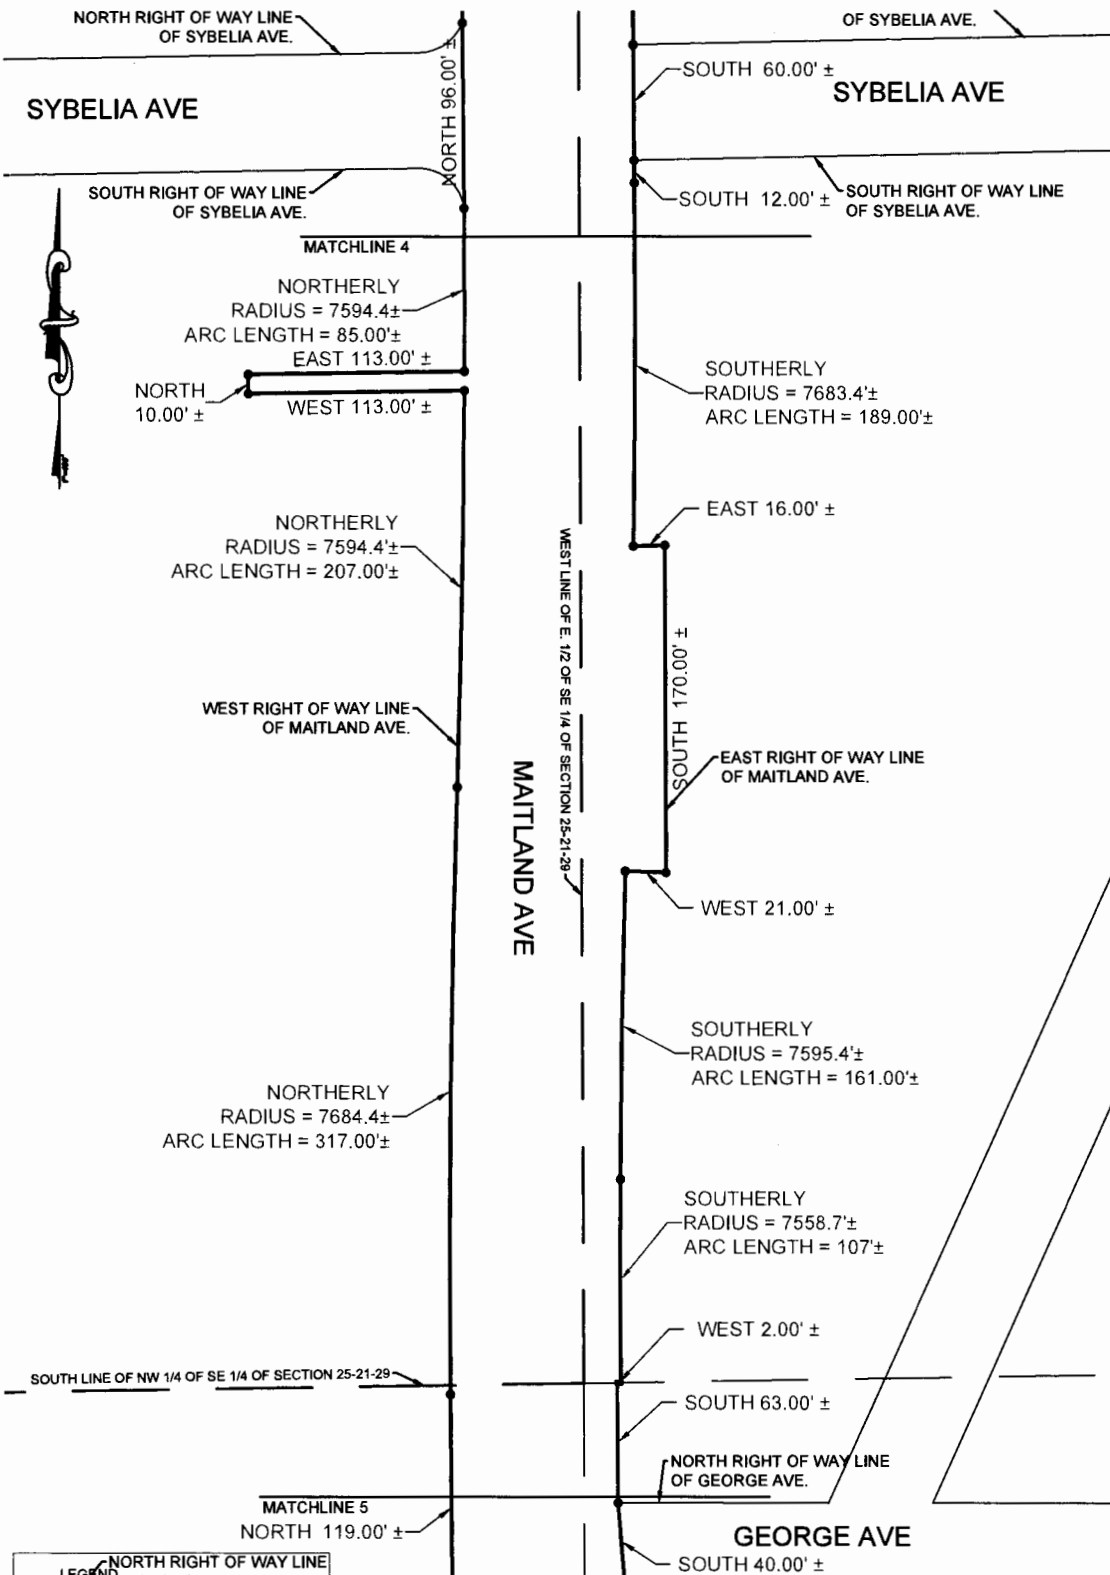 NORTH RIGHT OF WAY LINE
OF SYBELIA AVE.
OF SYBELIA AVE.
NORTH 96.00' ±
SOUTH 60.00' ±
SYBELIA AVE
SYBELIA AVE
SOUTH RIGHT OF WAY LINE
OF SYBELIA AVE.
SOUTH 12.00' ±
SOUTH RIGHT OF WAY LINE
OF SYBELIA AVE.
MATCHLINE 4
NORTHERLY
RADIUS = 7594.4±
ARC LENGTH = 85.00'±
EAST 113.00' ±
NORTH
10.00' ±
WEST 113.00' ±
SOUTHERLY
RADIUS = 7683.4'±
ARC LENGTH = 189.00'±
EAST 16.00' ±
NORTHERLY
RADIUS = 7594.4'±
ARC LENGTH = 207.00'±
WEST LINE OF E. 1/2 OF SE 1/4 OF SECTION 25-21-29
SOUTH 170.00' ±
WEST RIGHT OF WAY LINE
OF MAITLAND AVE.
EAST RIGHT OF WAY LINE
OF MAITLAND AVE.
MAITLAND AVE
WEST 21.00' ±
SOUTHERLY
RADIUS = 7595.4'±
ARC LENGTH = 161.00'±
NORTHERLY
RADIUS = 7684.4±
ARC LENGTH = 317.00'±
SOUTHERLY
RADIUS = 7558.7'±
ARC LENGTH = 107'±
WEST 2.00' ±
SOUTH LINE OF NW 1/4 OF SE 1/4 OF SECTION 25-21-29
SOUTH 63.00' ±
NORTH RIGHT OF WAY LINE
OF GEORGE AVE.
MATCHLINE 5
NORTH 119.00' ±
GEORGE AVE
SOUTH 40.00' ±
NORTH RIGHT OF WAY LINE
LEGEND